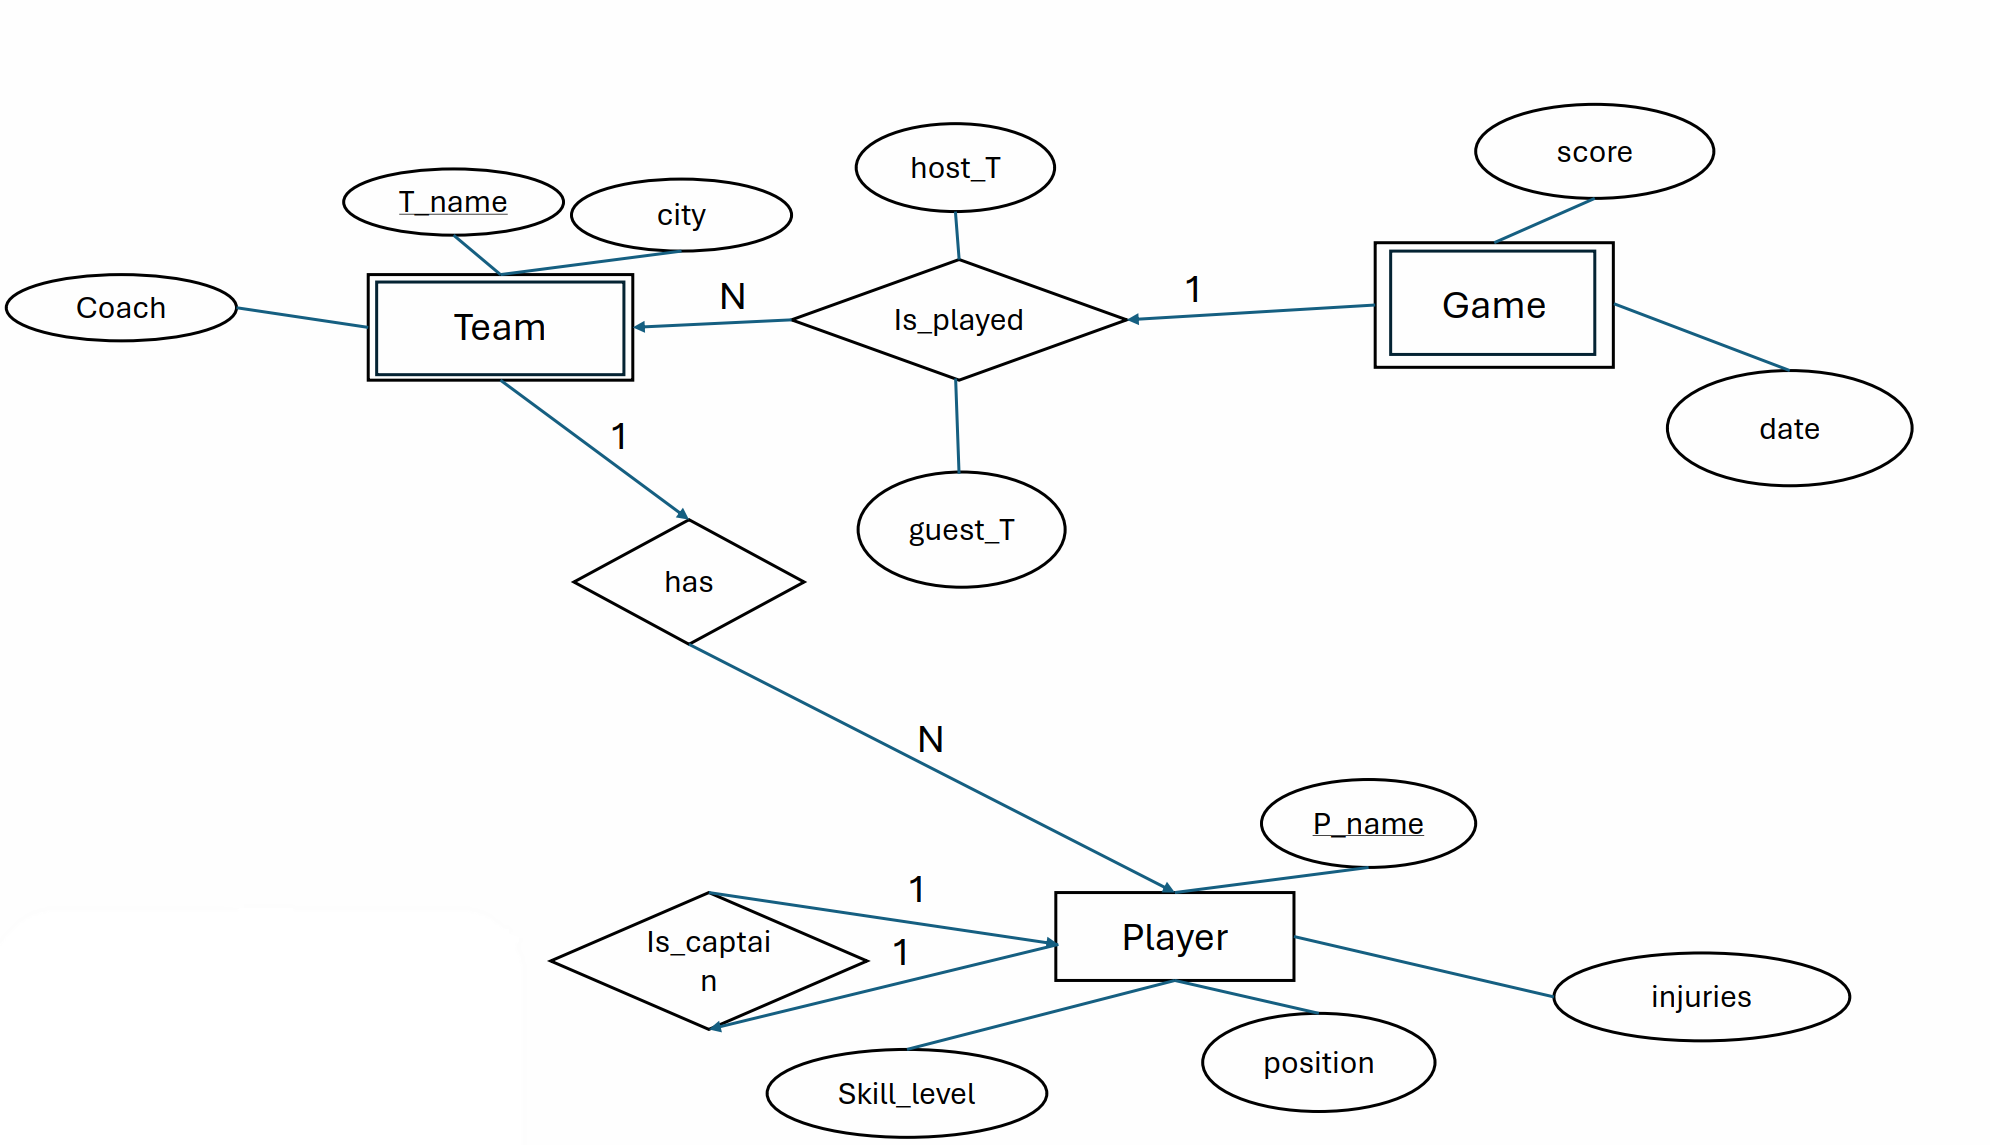 score
host_T
T_name
city
Coach
Team
N
Is_played
1
Game
date
1
guest_T
has
N
P_name
1
Is_captai
n
1
Player
injuries
position
Skill_level